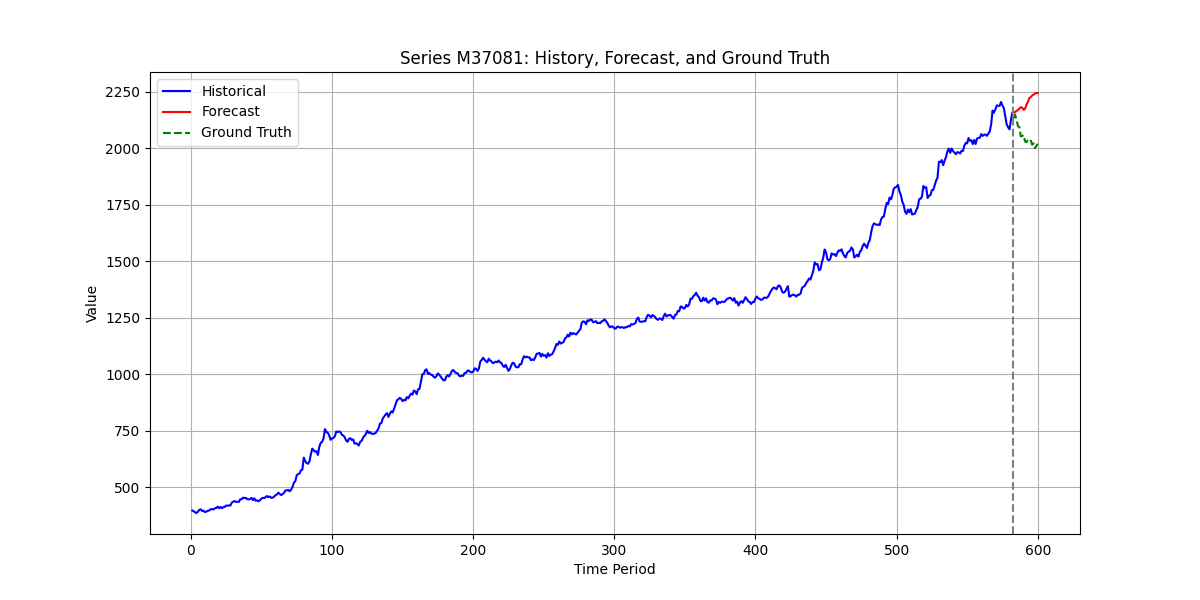 Series M37081: History, Forecast, and Ground Truth
Historical
Forecast
Ground Truth
2250
2000
1750
1500
1250
1000
750
500
Value
0 100 200 300 400 500 600
Time Period